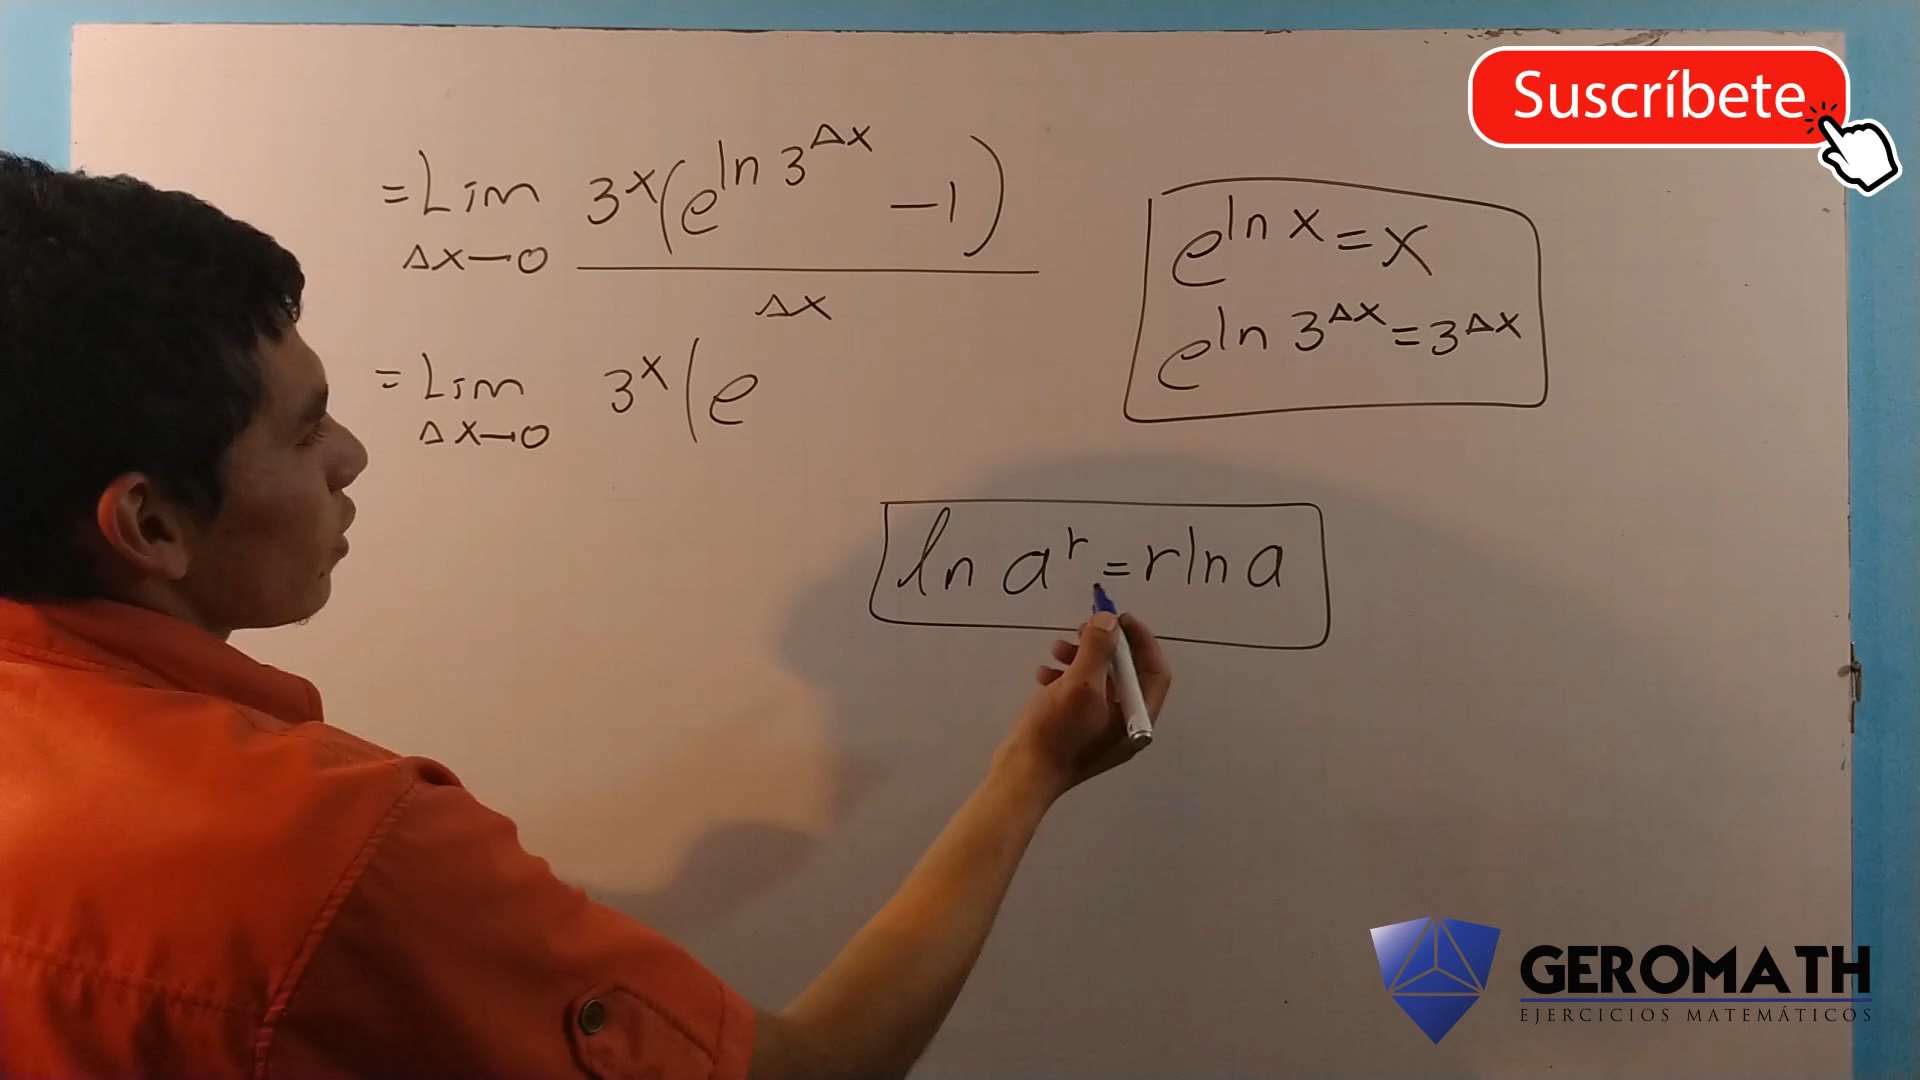 Suscríbete
= Lim 3^x(e^ln 3^Δx - 1)
Δx→0
Δx
= Lim 3^x(e
Δx→0
e^ln x = x
e^ln 3^Δx = 3^Δx
ln a^r = r ln a
GEROMATH
EJERCICIOS MATEMÁTICOS